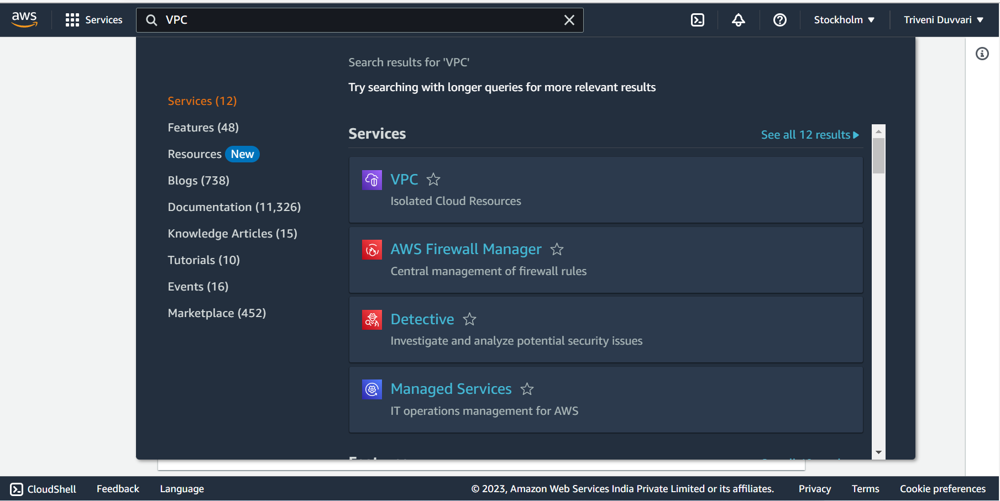 aws
Services
VPC
Stockholm
Triveni Duvvari
Search results for 'VPC'
Try searching with longer queries for more relevant results
Services (12)
Features (48)
Resources New
Blogs (738)
Documentation (11,326)
Knowledge Articles (15)
Tutorials (10)
Events (16)
Marketplace (452)
Services
See all 12 results
VPC
Isolated Cloud Resources
AWS Firewall Manager
Central management of firewall rules
Detective
Investigate and analyze potential security issues
Managed Services
IT operations management for AWS
CloudShell
Feedback
Language
© 2023, Amazon Web Services India Private Limited or its affiliates.
Privacy
Terms
Cookie preferences